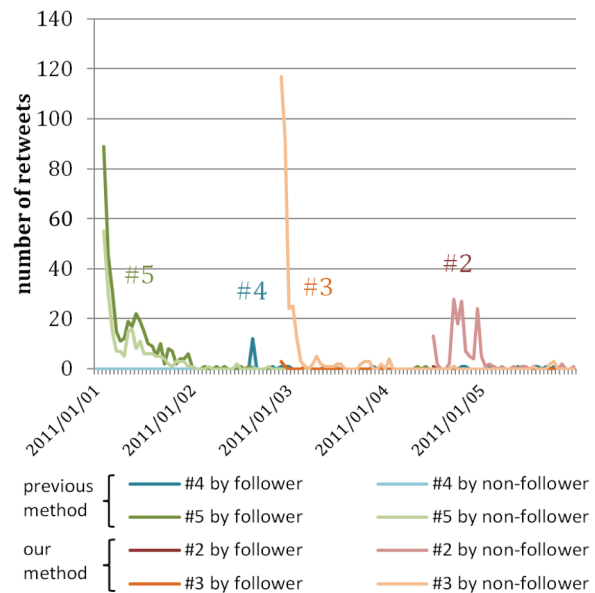 140
120
100
80
60
40
20
0
number of retweets
#5
#4
#3
#2
2011/01/01
2011/01/02
2011/01/03
2011/01/04
2011/01/05
previous method
#4 by follower
#4 by non-follower
#5 by follower
#5 by non-follower
our method
#2 by follower
#2 by non-follower
#3 by follower
#3 by non-follower